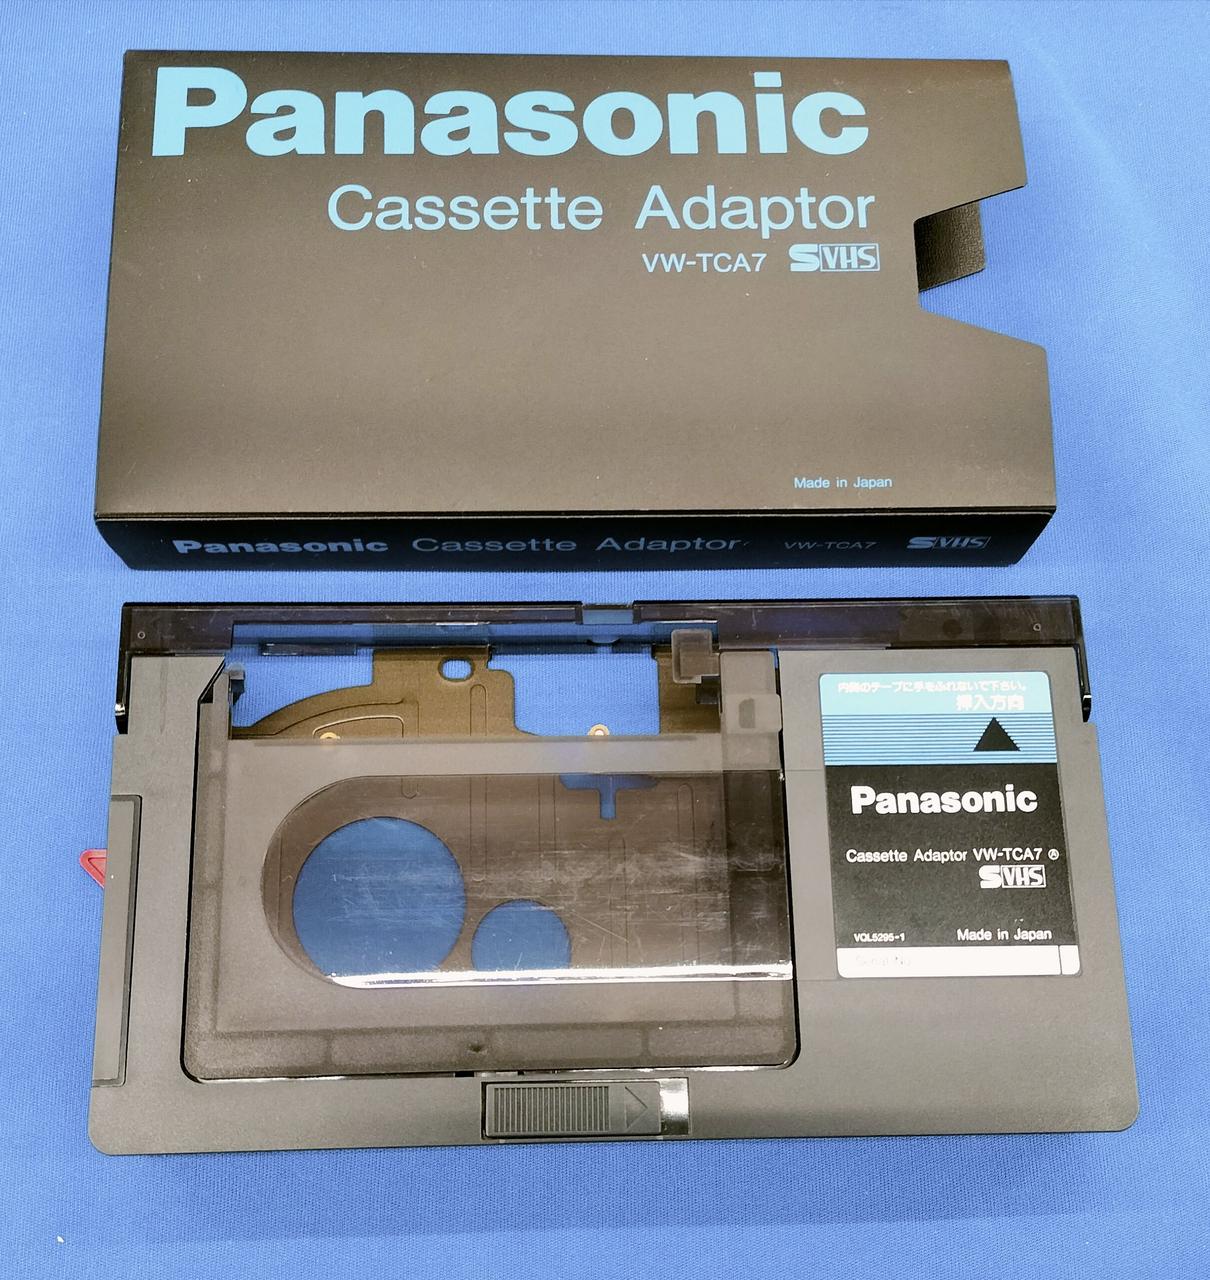 Panasonic
Cassette Adaptor
VW-TCA7 SVHS
Made in Japan
Panasonic Cassette Adaptor VW-TCA7 SVHS
内側のテープに手をふれないで下さい。
挿入方向
Panasonic
Cassette Adaptor VW-TCA7 Ⓐ
SVHS
VQL5295-1 Made in Japan
Serial No.